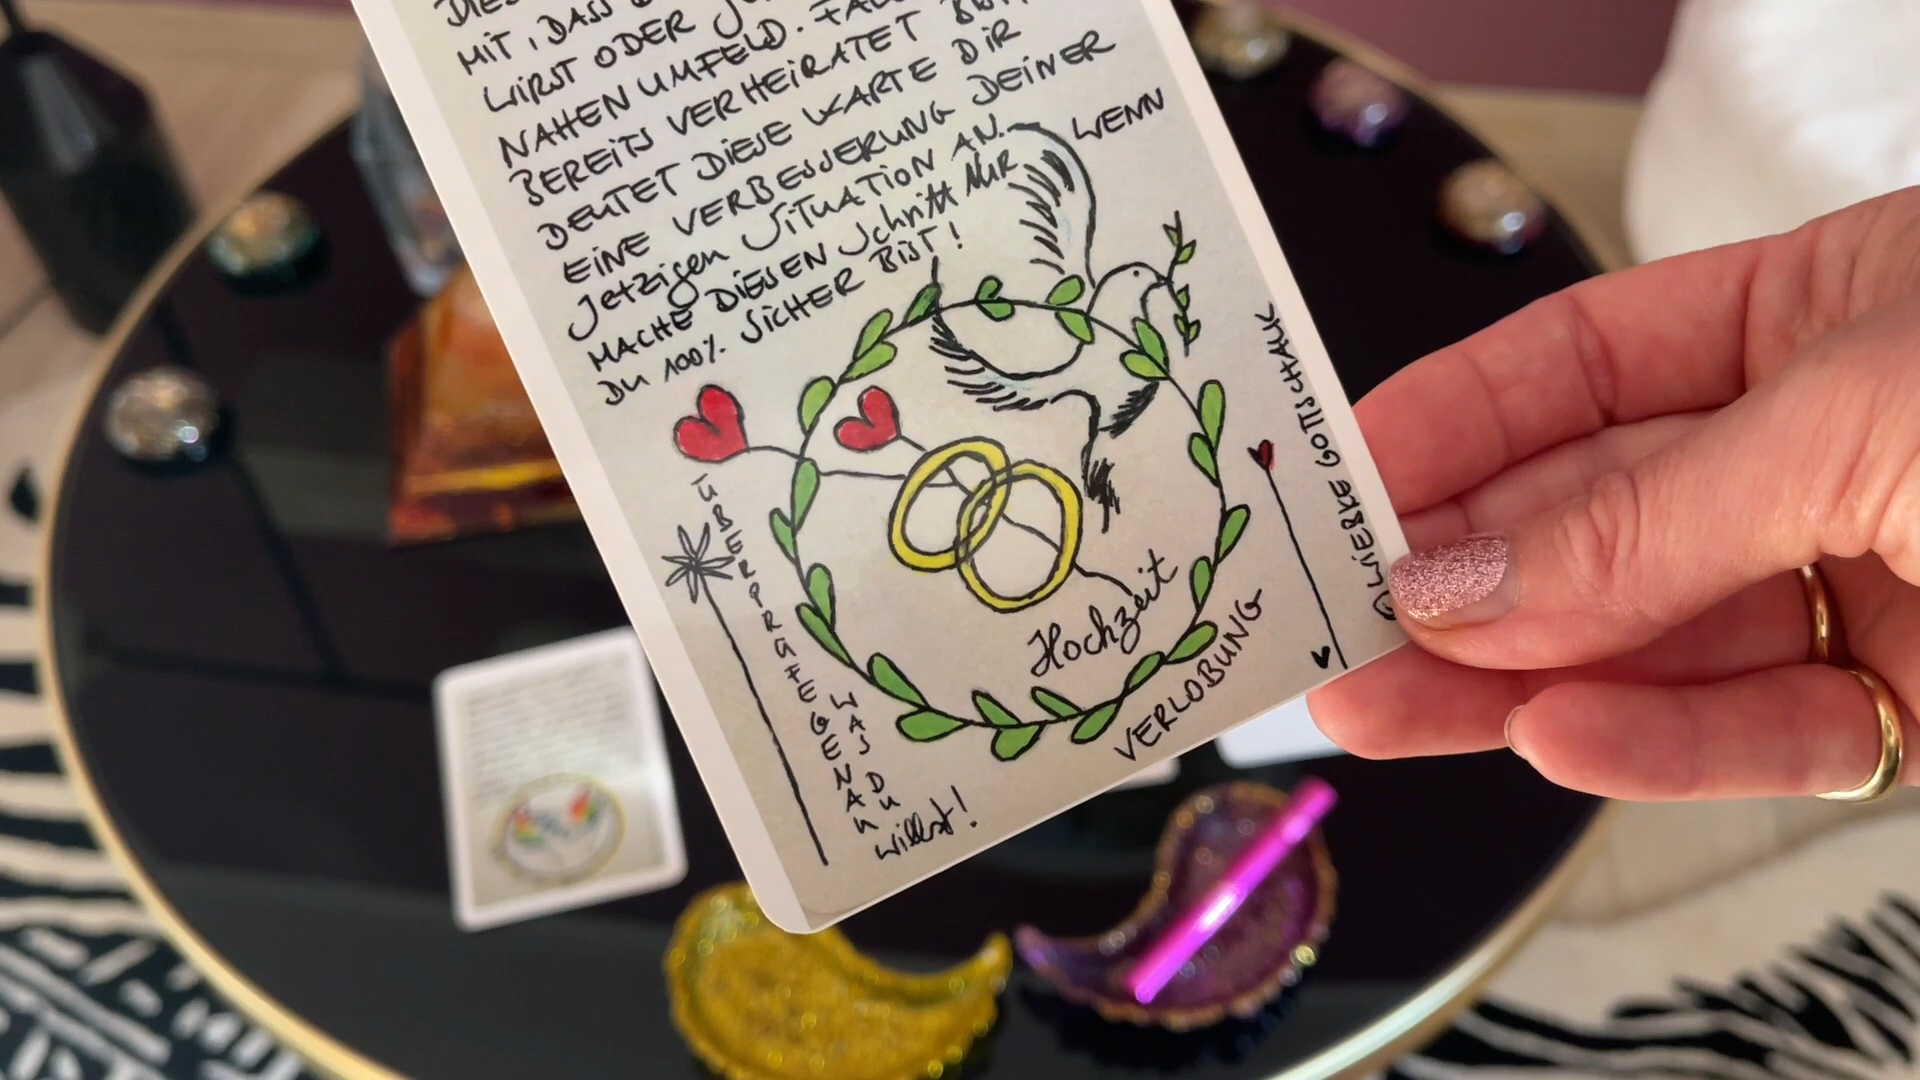 MIT, DASS
WIRST ODER
NAHEN UMFELD.
BEREITS VERHEIRATET BIST,
DEUTET DIESE KARTE DIR
EINE VERBESSERUNG DEINER
Jetzigen SITUATION AN. WENN
MACHE DIESEN Schritt NUR
DU 100% SICHER BIST!
ÜBERPRÜFE GENAU
WAS DU
willst!
Hochzeit
VERLOBUNG
© WIEBKE GOTTSCHALK